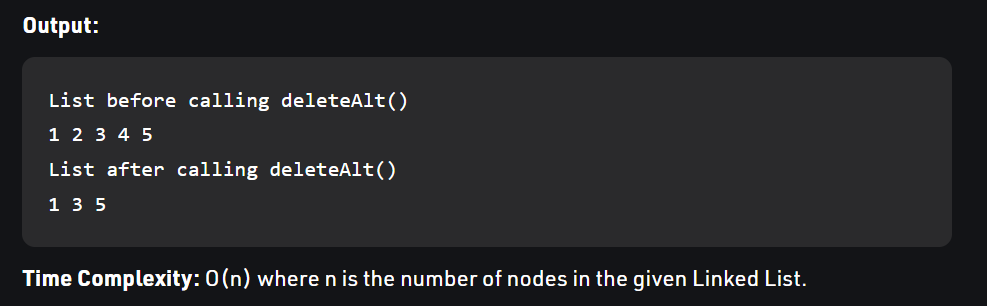 Output:
List before calling deleteAlt()
1 2 3 4 5
List after calling deleteAlt()
1 3 5
Time Complexity: O(n) where n is the number of nodes in the given Linked List.